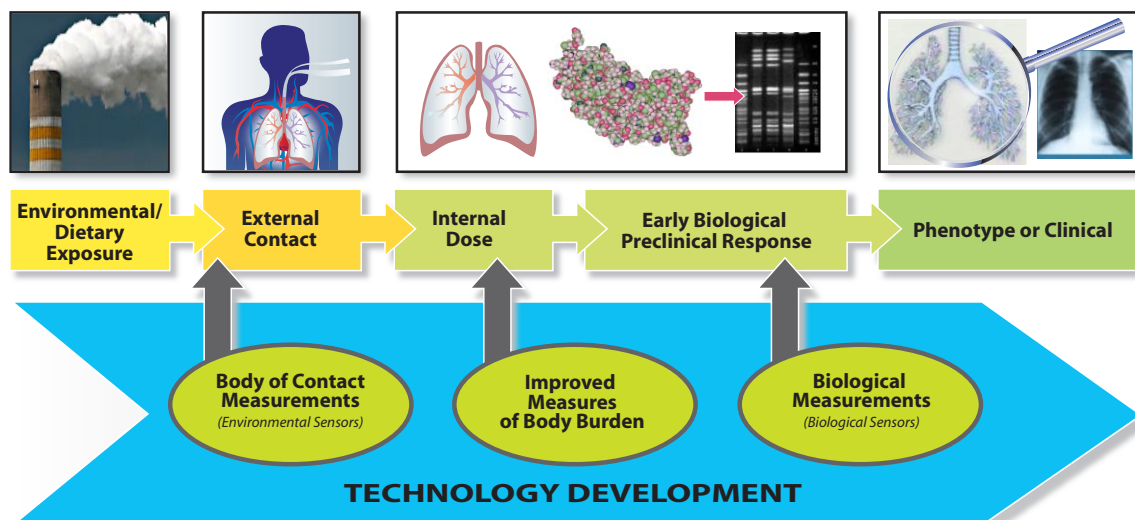 Environmental/
Dietary
Exposure
External
Contact
Internal
Dose
Early Biological
Preclinical Response
Phenotype or Clinical
Body of Contact
Measurements
(Environmental Sensors)
Improved
Measures
of Body Burden
Biological
Measurements
(Biological Sensors)
TECHNOLOGY DEVELOPMENT